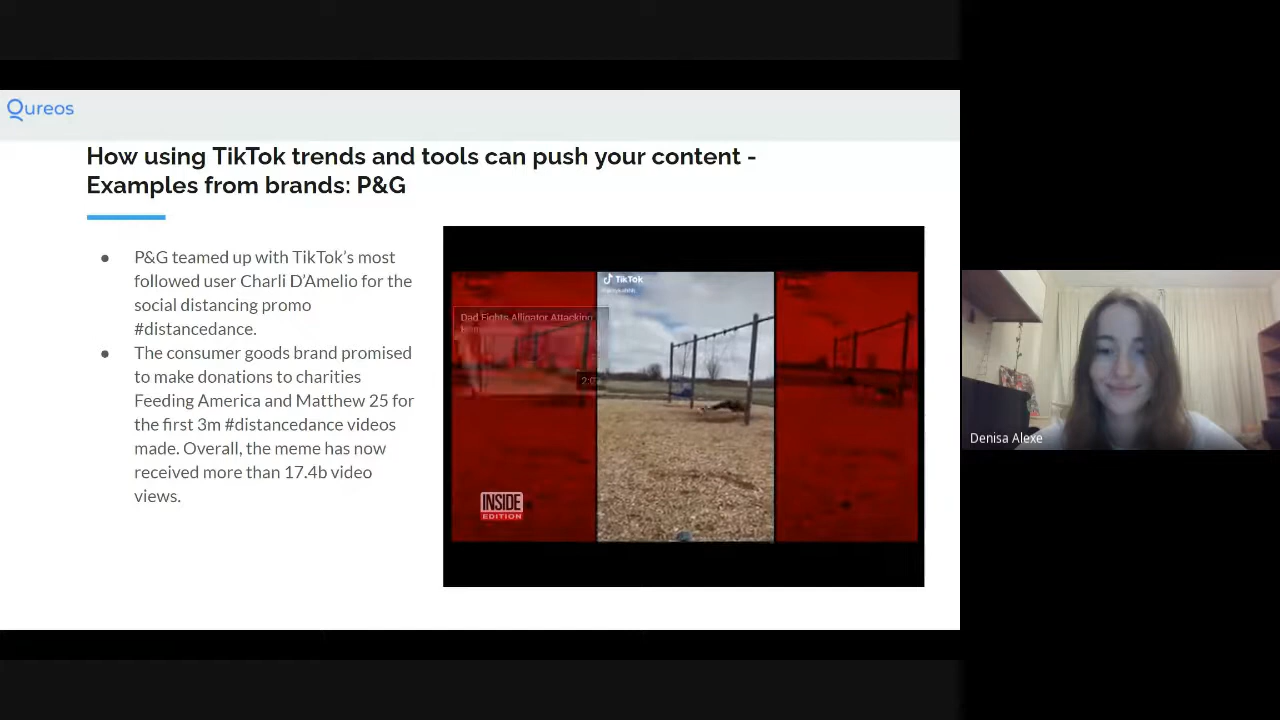 Qureos
How using TikTok trends and tools can push your content -
Examples from brands: P&G
● P&G teamed up with TikTok’s most
followed user Charli D’Amelio for the
social distancing promo
#distancedance.
● The consumer goods brand promised
to make donations to charities
Feeding America and Matthew 25 for
the first 3m #distancedance videos
made. Overall, the meme has now
received more than 17.4b video
views.
TikTok
Dad Fights Alligator Attacking
INSIDE
EDITION
Denisa Alexe